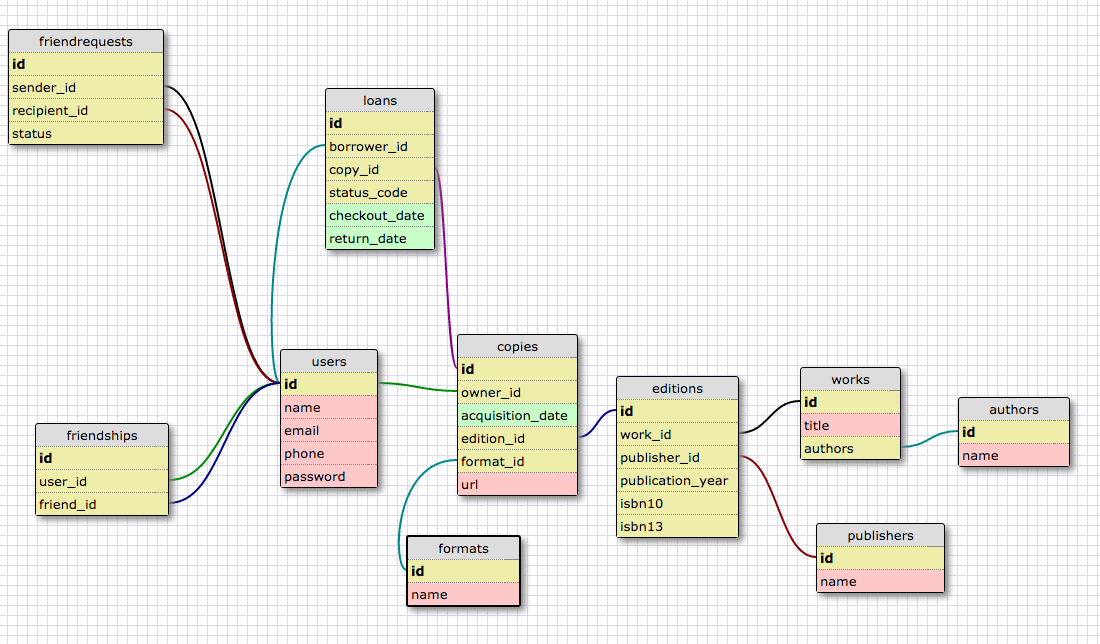 friendrequests
id
sender_id
recipient_id
status
loans
id
borrower_id
copy_id
status_code
checkout_date
return_date
users
id
name
email
phone
password
friendships
id
user_id
friend_id
copies
id
owner_id
acquisition_date
edition_id
format_id
url
formats
id
name
editions
id
work_id
publisher_id
publication_year
isbn10
isbn13
works
id
title
authors
authors
id
name
publishers
id
name